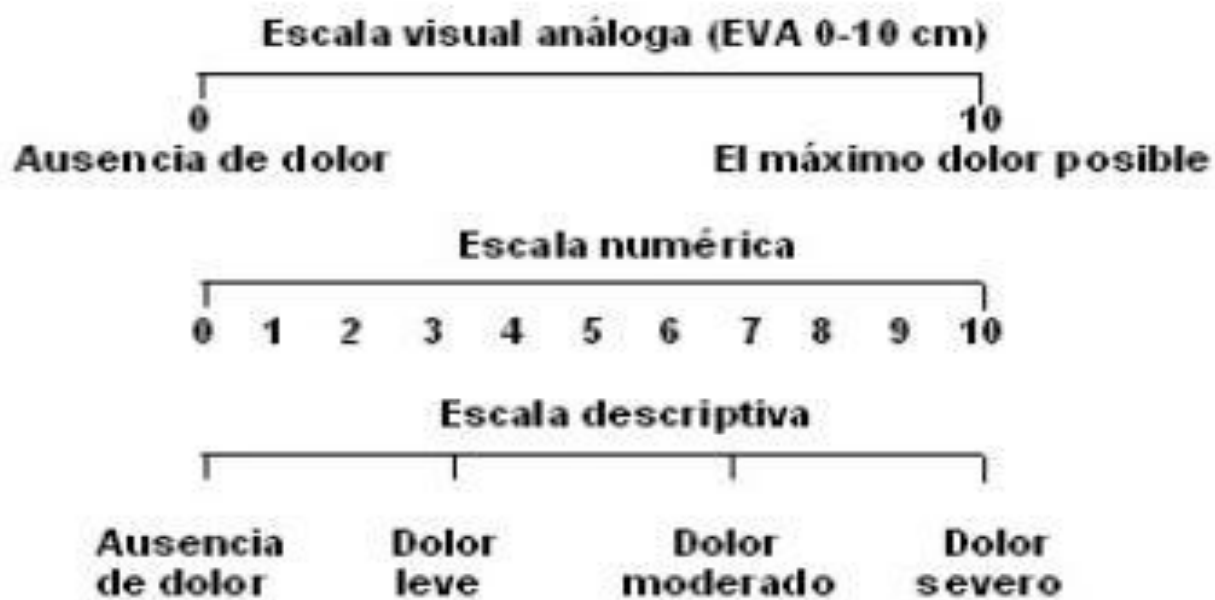 Escala visual análoga (EVA 0-10 cm)
0 10
Ausencia de dolor El máximo dolor posible
Escala numérica
0 1 2 3 4 5 6 7 8 9 10
Escala descriptiva
Ausencia Dolor Dolor Dolor
de dolor leve moderado severo